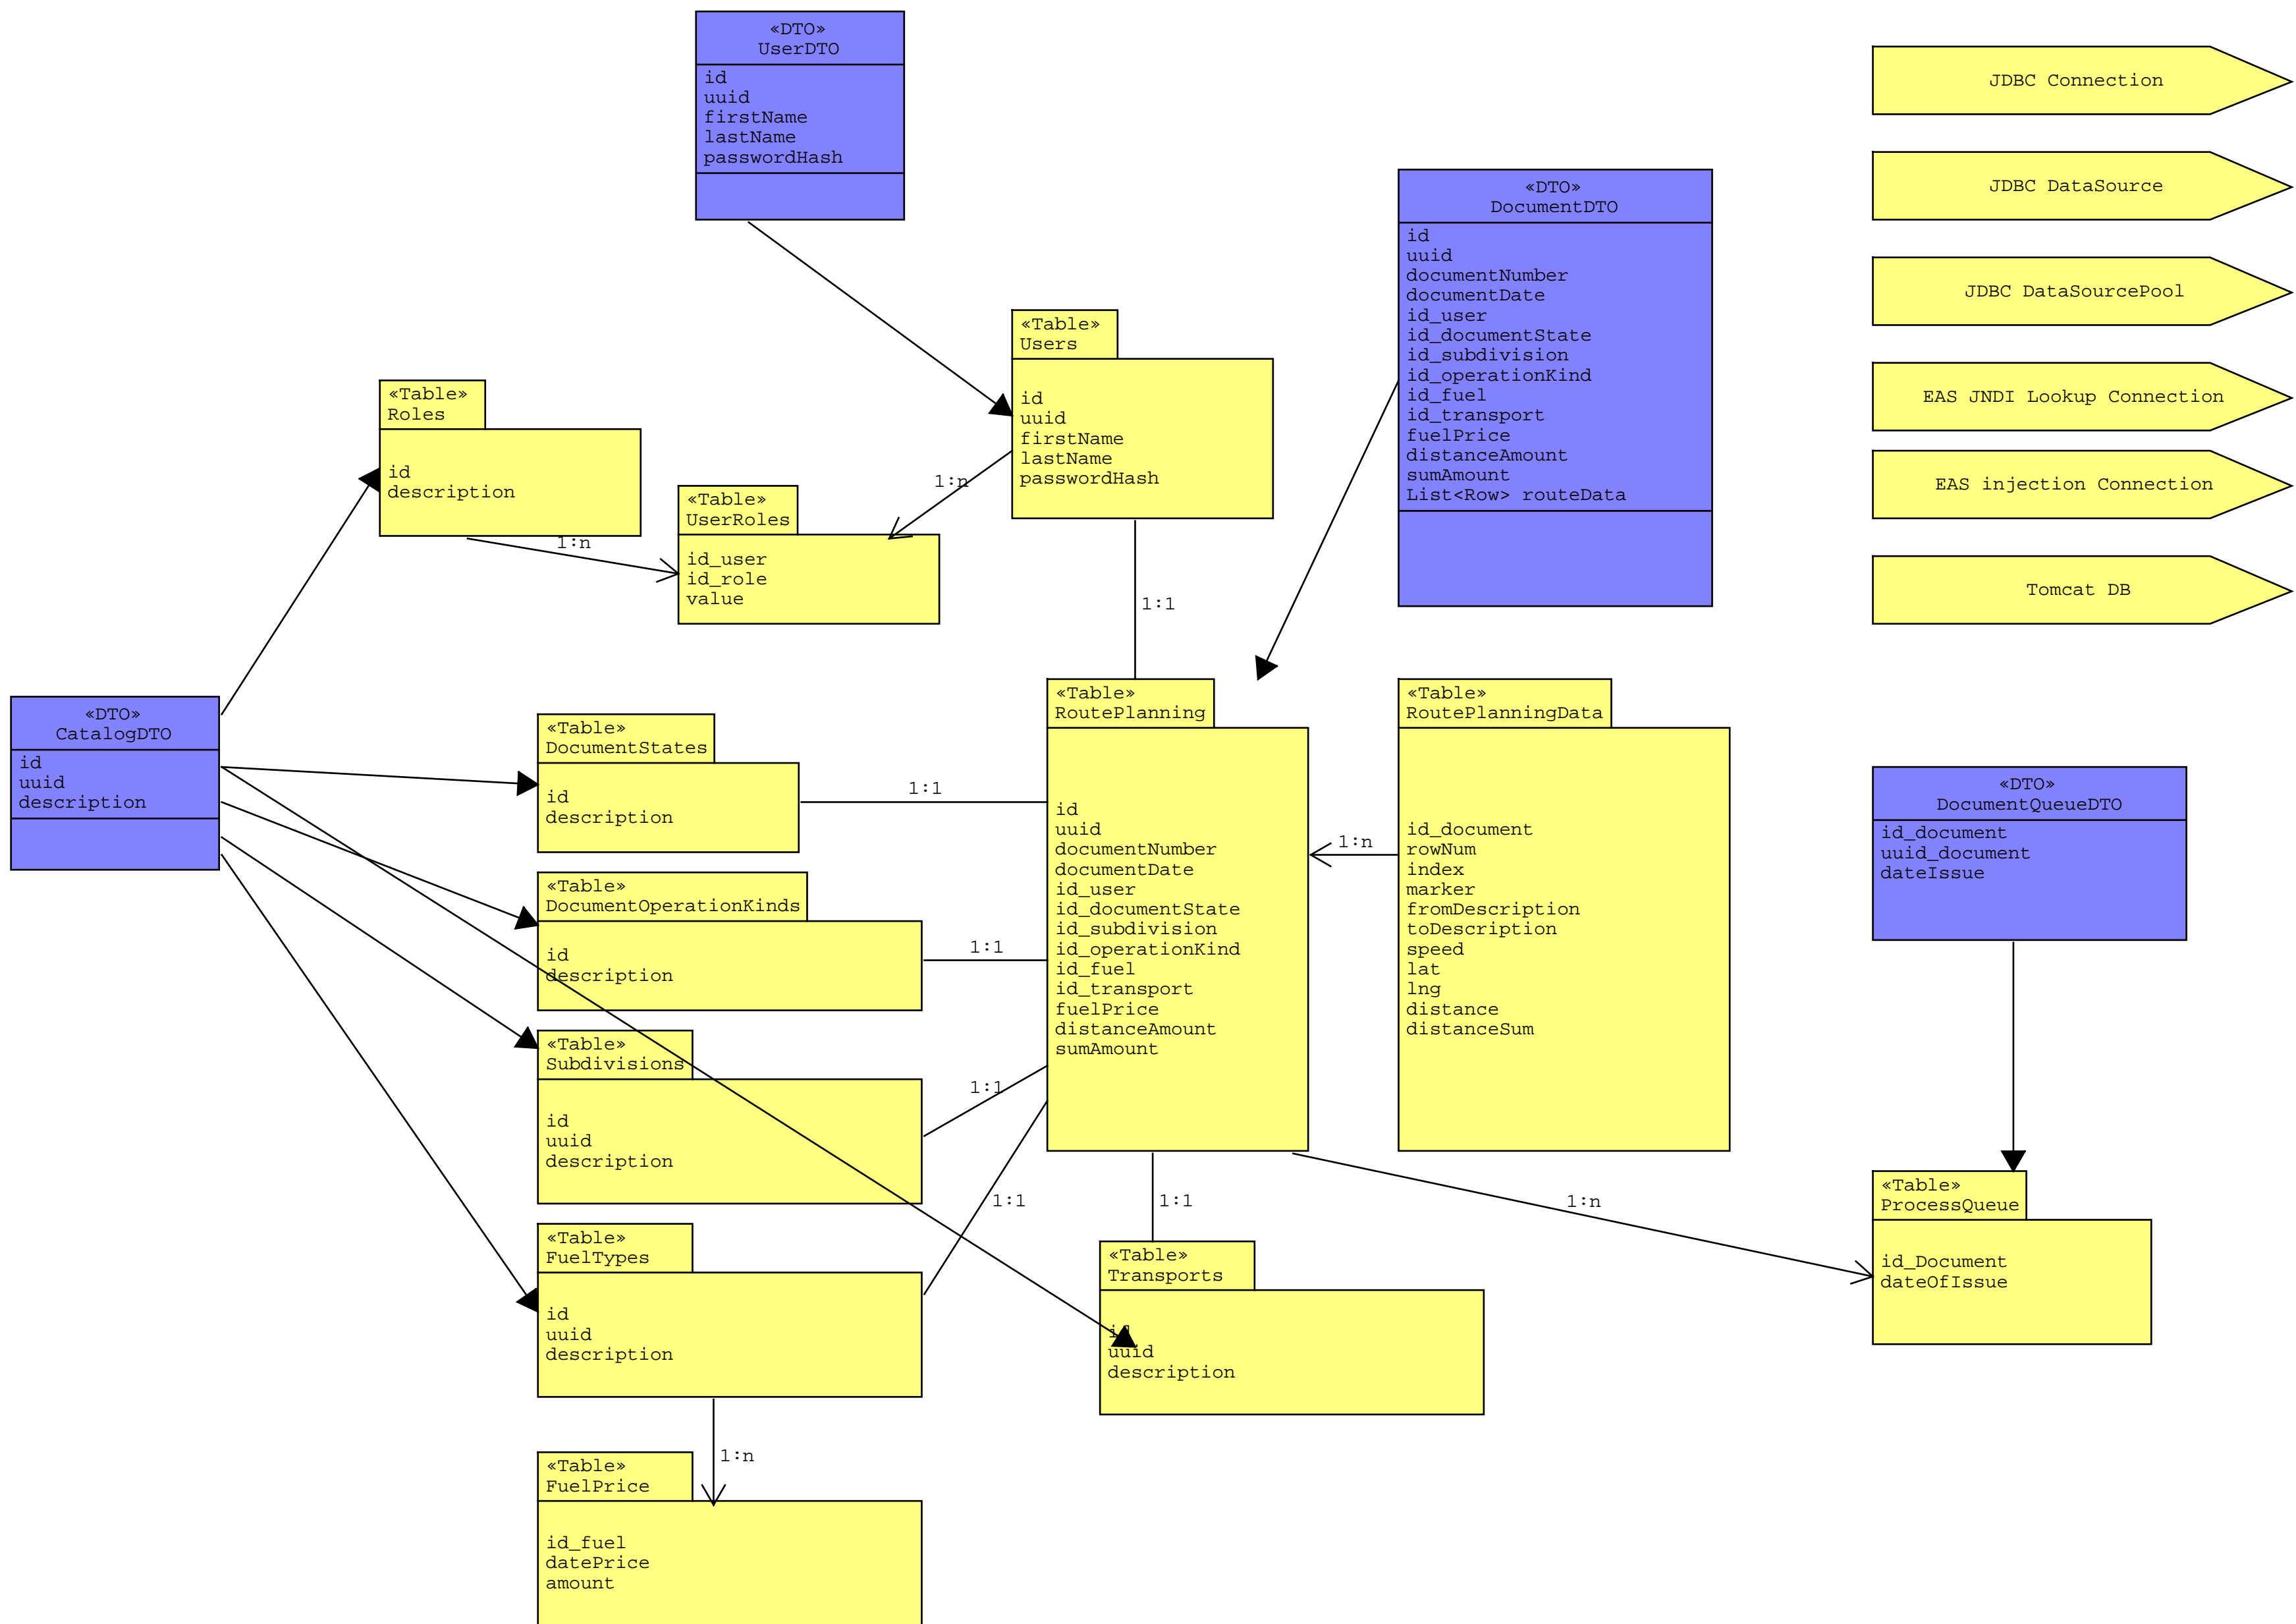 «DTO»
UserDTO
id
uuid
firstName
lastName
passwordHash
JDBC Connection
JDBC DataSource
JDBC DataSourcePool
EAS JNDI Lookup Connection
EAS injection Connection
Tomcat DB
«DTO»
DocumentDTO
id
uuid
documentNumber
documentDate
id_user
id_documentState
id_subdivision
id_operationKind
id_fuel
id_transport
fuelPrice
distanceAmount
sumAmount
List<Row> routeData
«Table»
Users
id
uuid
firstName
lastName
passwordHash
«Table»
Roles
id
description
1:n
1:n
«Table»
UserRoles
id_user
id_role
value
1:1
«DTO»
CatalogDTO
id
uuid
description
«Table»
DocumentStates
id
description
1:1
«Table»
DocumentOperationKinds
id
description
1:1
«Table»
Subdivisions
id
uuid
description
1:1
«Table»
FuelTypes
id
uuid
description
1:1
1:n
«Table»
FuelPrice
id_fuel
datePrice
amount
«Table»
RoutePlanning
id
uuid
documentNumber
documentDate
id_user
id_documentState
id_subdivision
id_operationKind
id_fuel
id_transport
fuelPrice
distanceAmount
sumAmount
1:n
«Table»
RoutePlanningData
id_document
rowNum
index
marker
fromDescription
toDescription
speed
lat
lng
distance
distanceSum
1:1
«Table»
Transports
id
uuid
description
1:n
«DTO»
DocumentQueueDTO
id_document
uuid_document
dateIssue
«Table»
ProcessQueue
id_Document
dateOfIssue